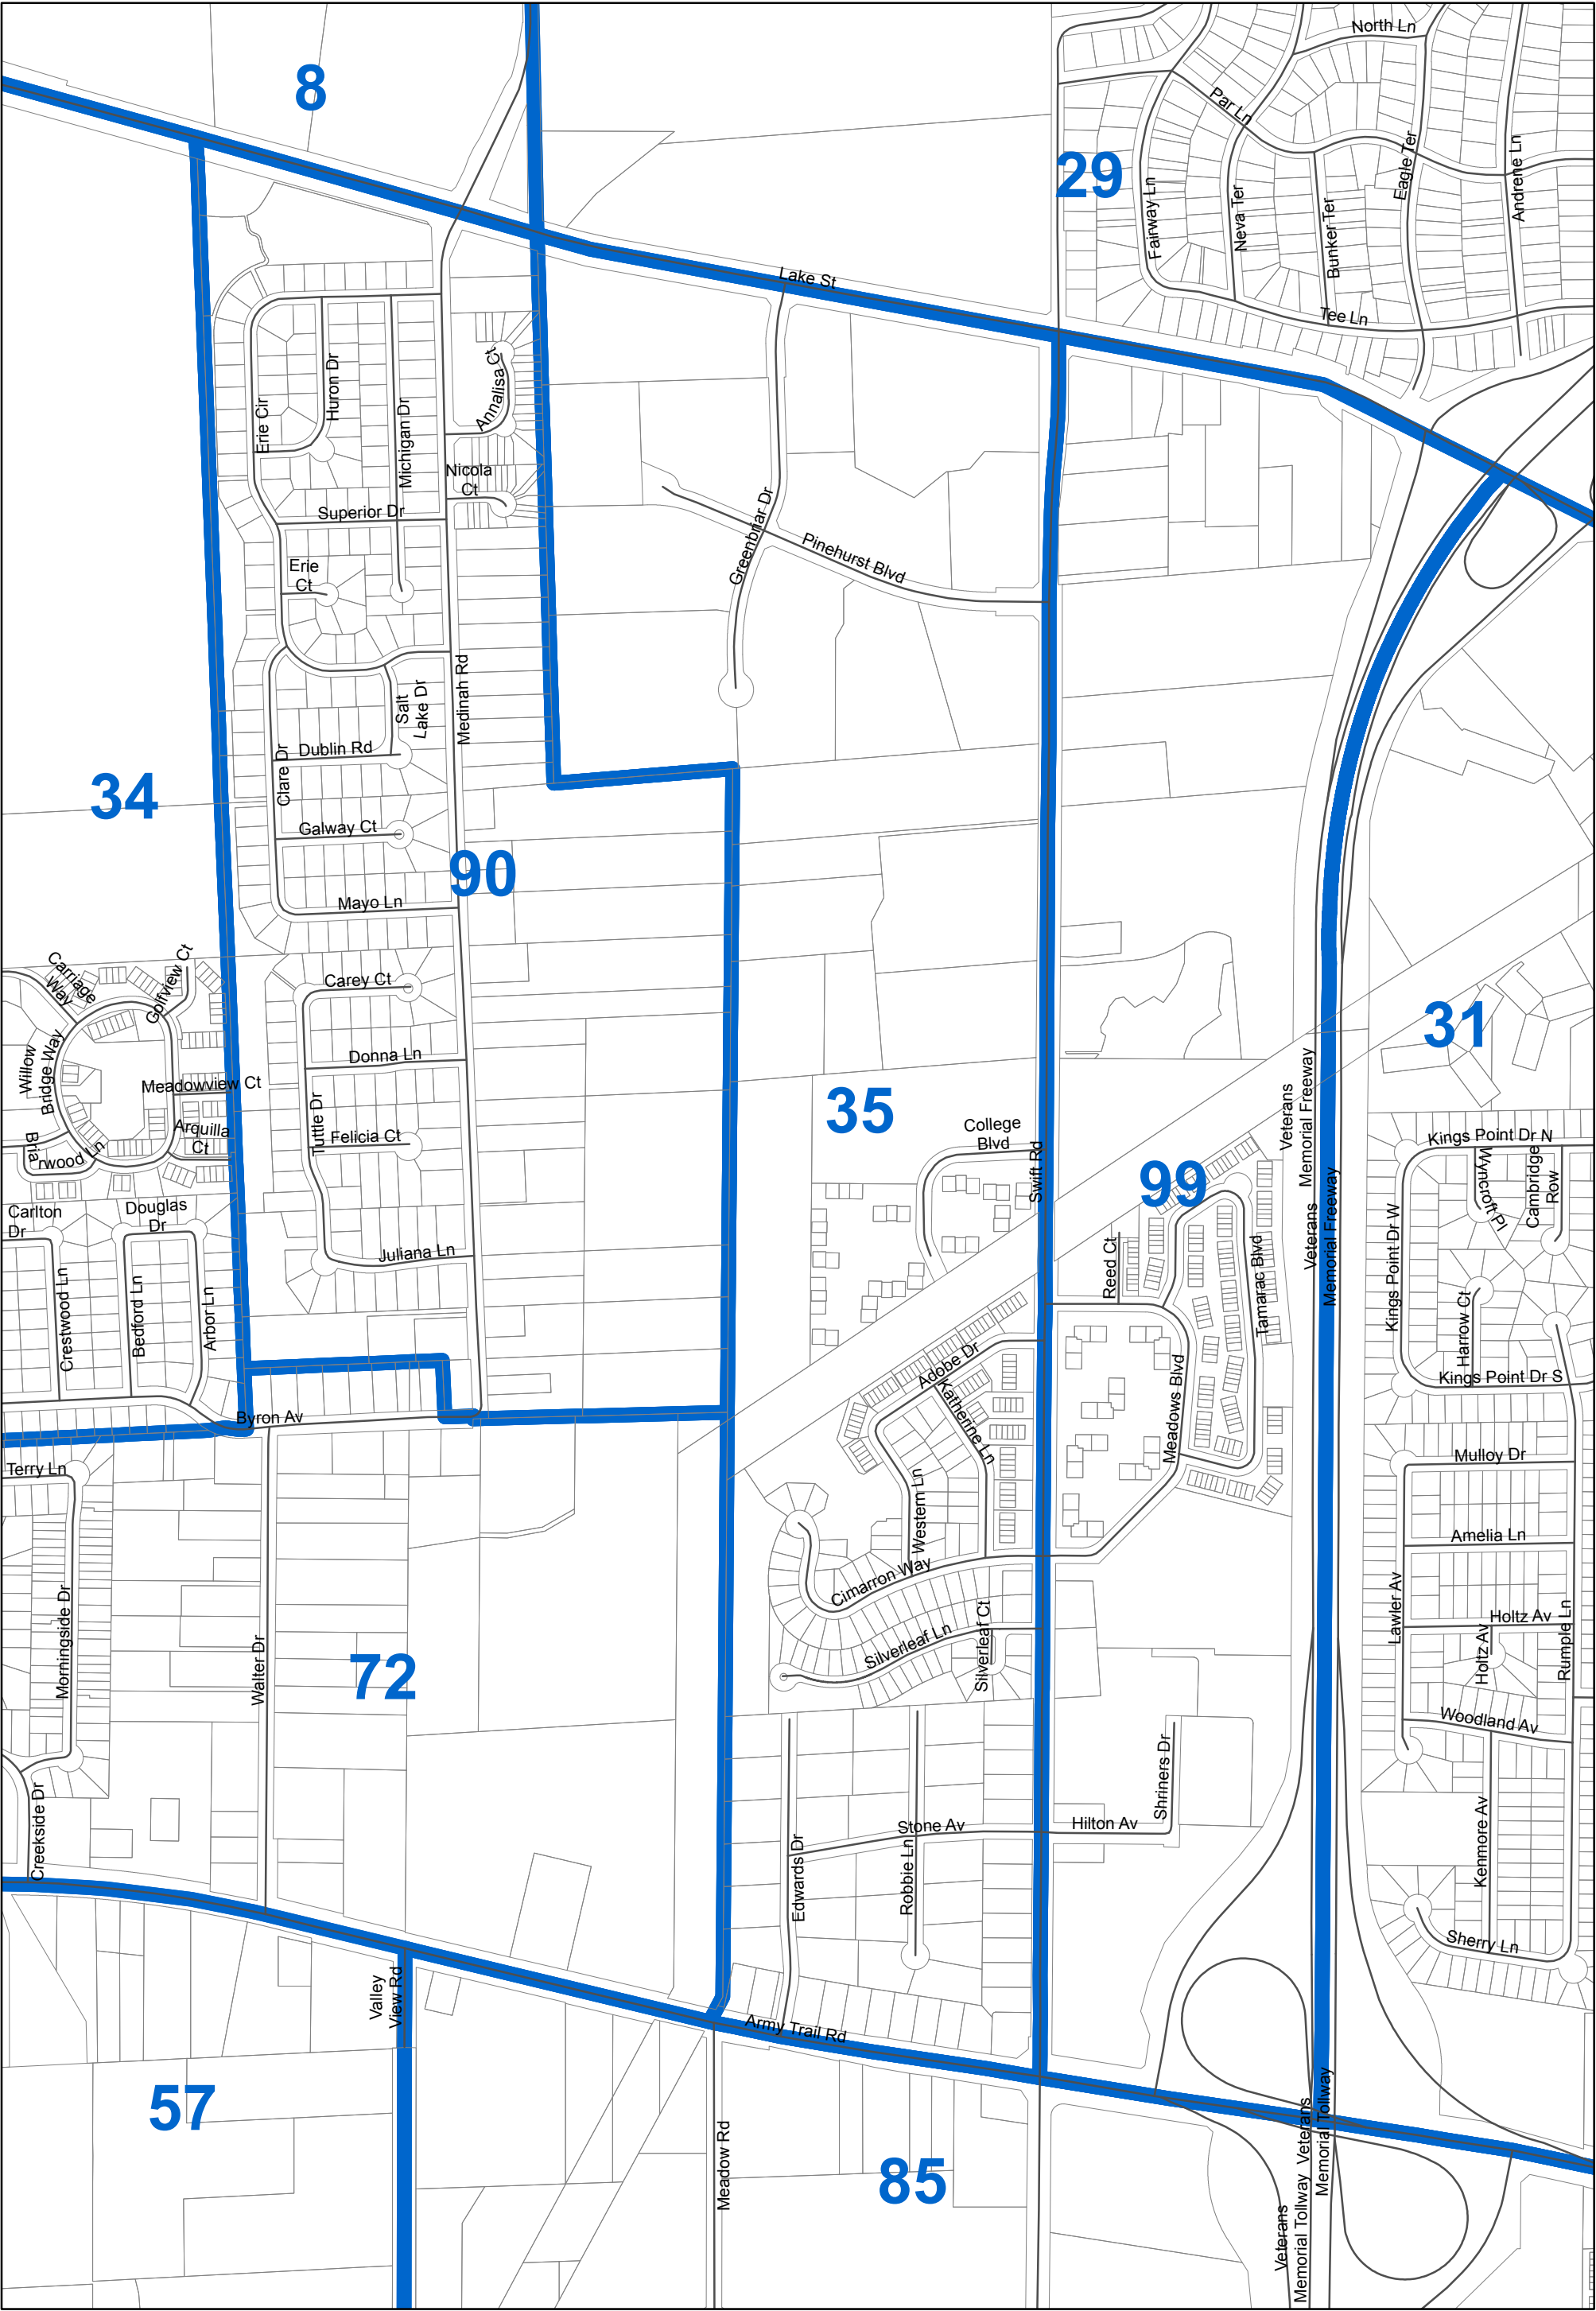 North Ln
8
Par Ln
29
Eagle Ter
Andrene Ln
Fairway Ln
Neva Ter
Bunker Ter
Lake St
Tee Ln
Annalisa Ct
Huron Dr
Erie Cir
Michigan Dr
Nicola
Ct
Superior Dr
Greenbriar Dr
Pinehurst Blvd
Erie
Ct
Salt
Lake Dr
Medinah Rd
Dublin Rd
Clare Dr
34
Galway Ct
90
Mayo Ln
Carriage
Way
Golfview Ct
Carey Ct
31
Willow
Bridge Way
Donna Ln
Veterans
Memorial Freeway
Meadowview Ct
35
Tuttle Dr
Felicia Ct
Arquilla
Ct
College
Blvd
Kings Point Dr N
Bria
rwood Ln
Swift Rd
99
Wyncroft Pl
Cambridge
Row
Carlton
Dr
Douglas
Dr
Veterans
Memorial Freeway
Juliana Ln
Reed Ct
Tamarac Blvd
Kings Point Dr W
Crestwood Ln
Bedford Ln
Arbor Ln
Harrow Ct
Adobe Dr
Kings Point Dr S
Katherine Ln
Meadows Blvd
Byron Av
Terry Ln
Mulloy Dr
Western Ln
Amelia Ln
Cimarron Way
Morningside Dr
Walter Dr
72
Silverleaf Ln
Silverleaf Ct
Lawler Av
Holtz Av
Holtz Av
Rumple Ln
Woodland Av
Shriners Dr
Creekside Dr
Stone Av
Hilton Av
Edwards Dr
Robbie Ln
Kenmore Av
Sherry Ln
Valley
View Rd
Army Trail Rd
57
85
Meadow Rd
Veterans
Memorial Tollway
Veterans
Memorial Tollway